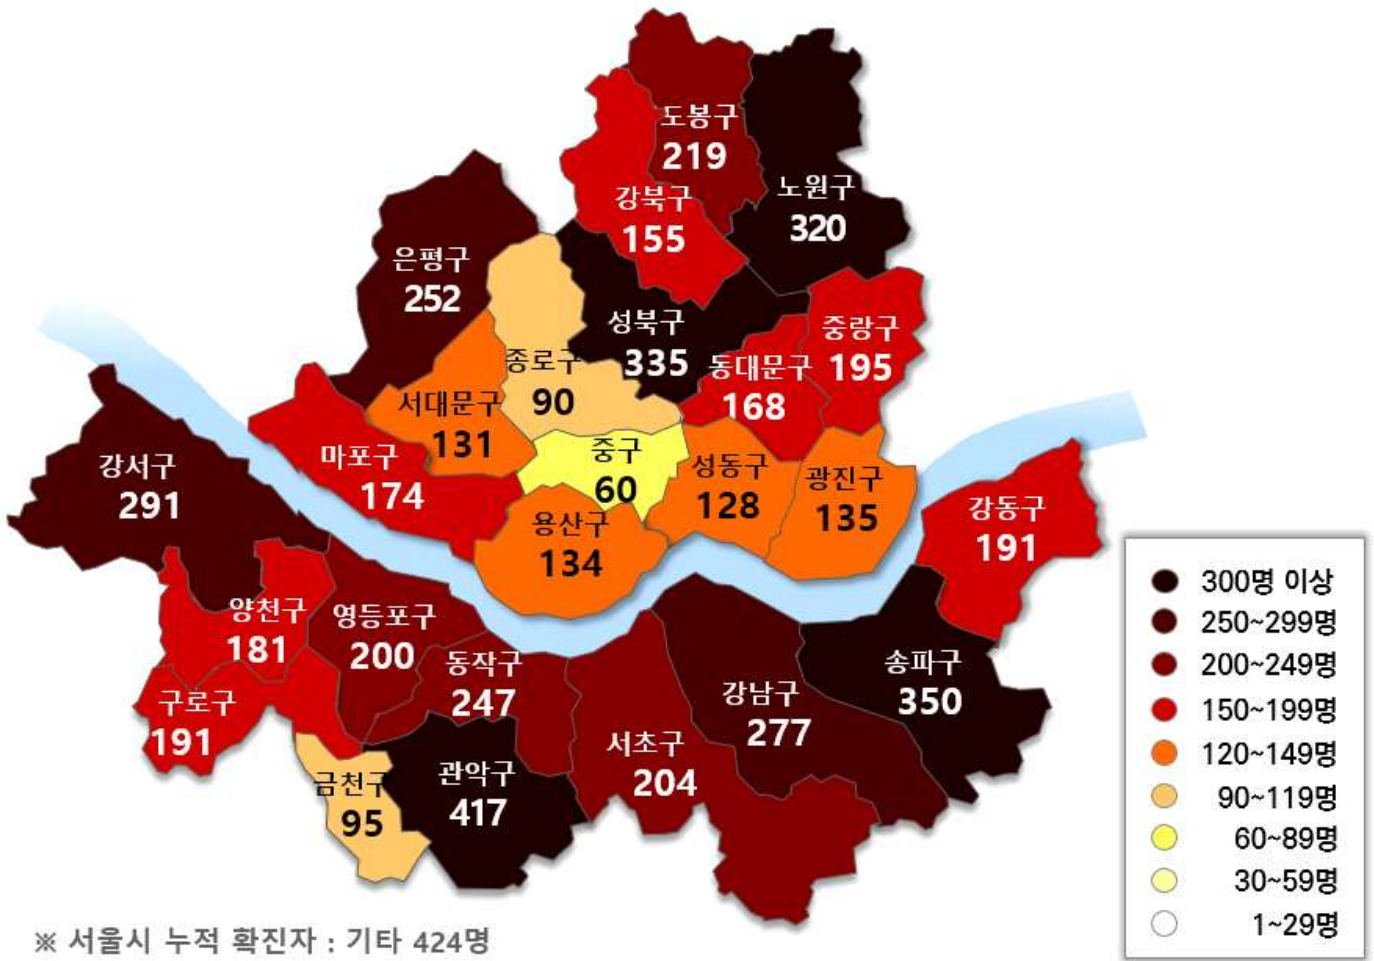 도봉구
219
노원구
320
강북구
155
은평구
252
성북구
335
중랑구
195
종로구
90
동대문구
168
서대문구
131
마포구
174
중구
60
성동구
128
광진구
135
강서구
291
용산구
134
강동구
191
양천구
181
영등포구
200
동작구
247
구로구
191
송파구
350
강남구
277
서초구
204
관악구
417
금천구
95
300명 이상
250~299명
200~249명
150~199명
120~149명
90~119명
60~89명
30~59명
1~29명
※ 서울시 누적 확진자 : 기타 424명